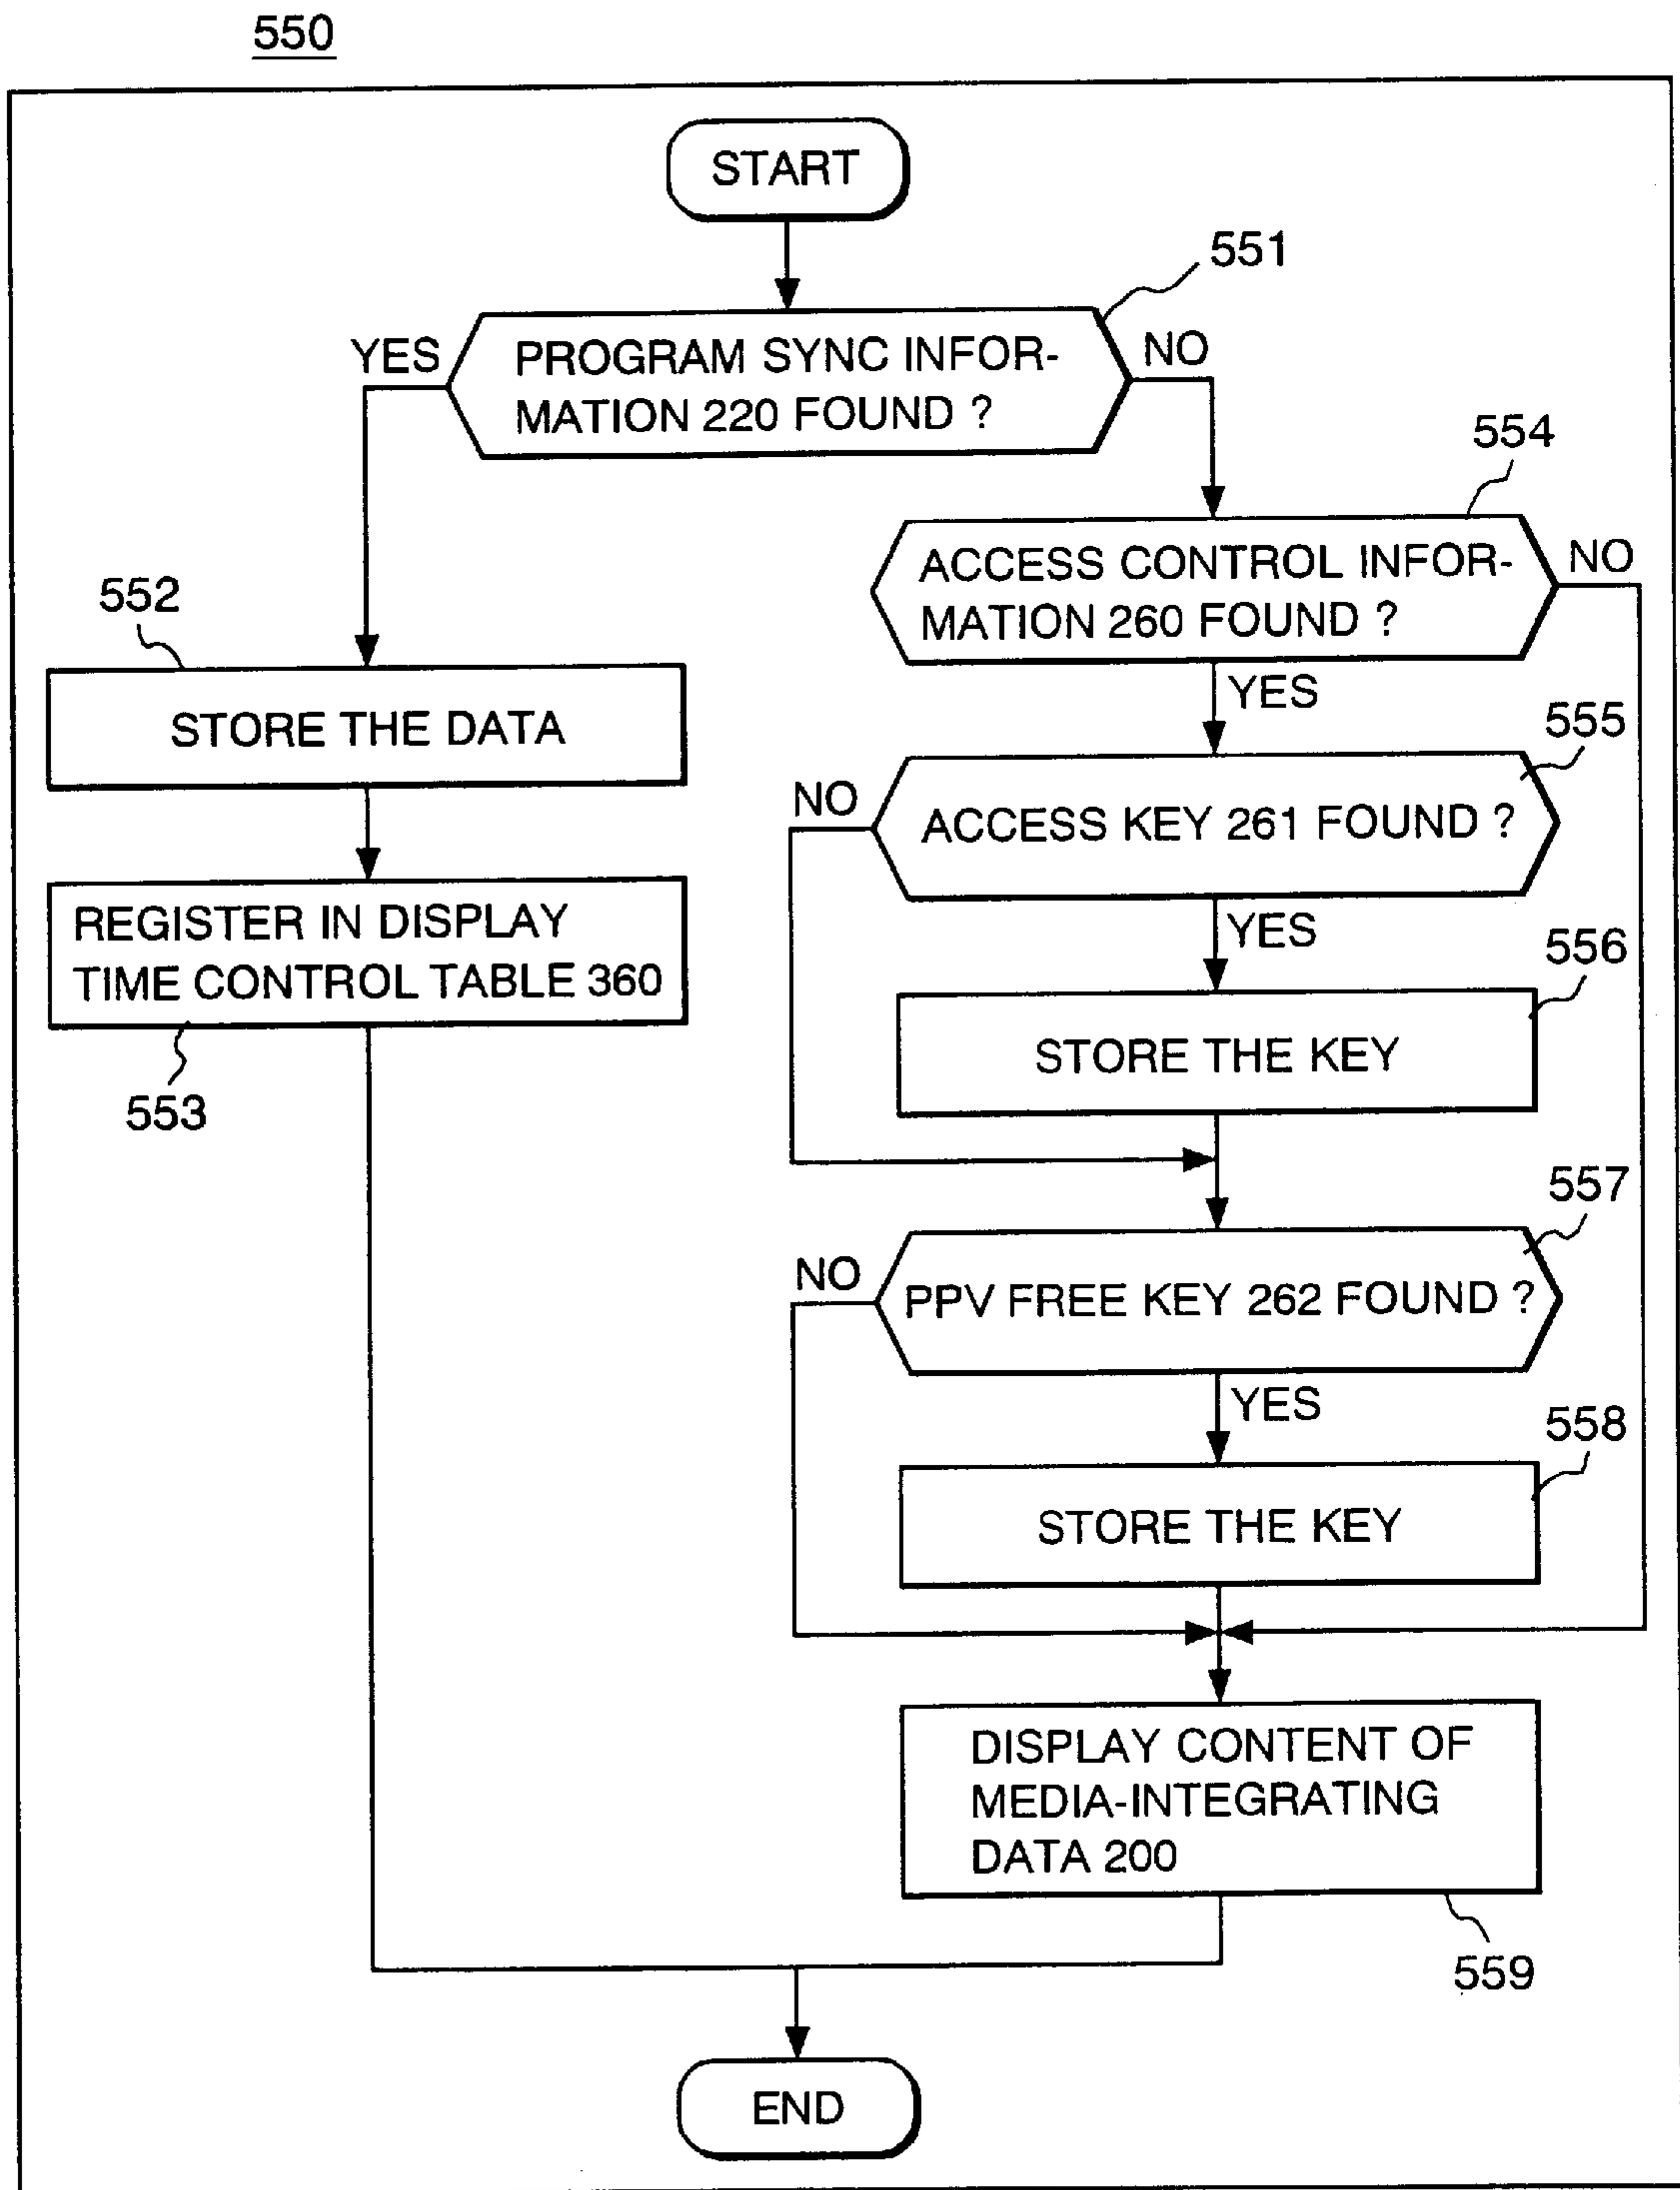 550
START
551
YES
PROGRAM SYNC INFOR-
MATION 220 FOUND ?
NO
554
ACCESS CONTROL INFOR-
MATION 260 FOUND ?
NO
552
YES
STORE THE DATA
555
NO
ACCESS KEY 261 FOUND ?
REGISTER IN DISPLAY
TIME CONTROL TABLE 360
YES
556
STORE THE KEY
553
557
NO
PPV FREE KEY 262 FOUND ?
YES
558
STORE THE KEY
DISPLAY CONTENT OF
MEDIA-INTEGRATING
DATA 200
559
END